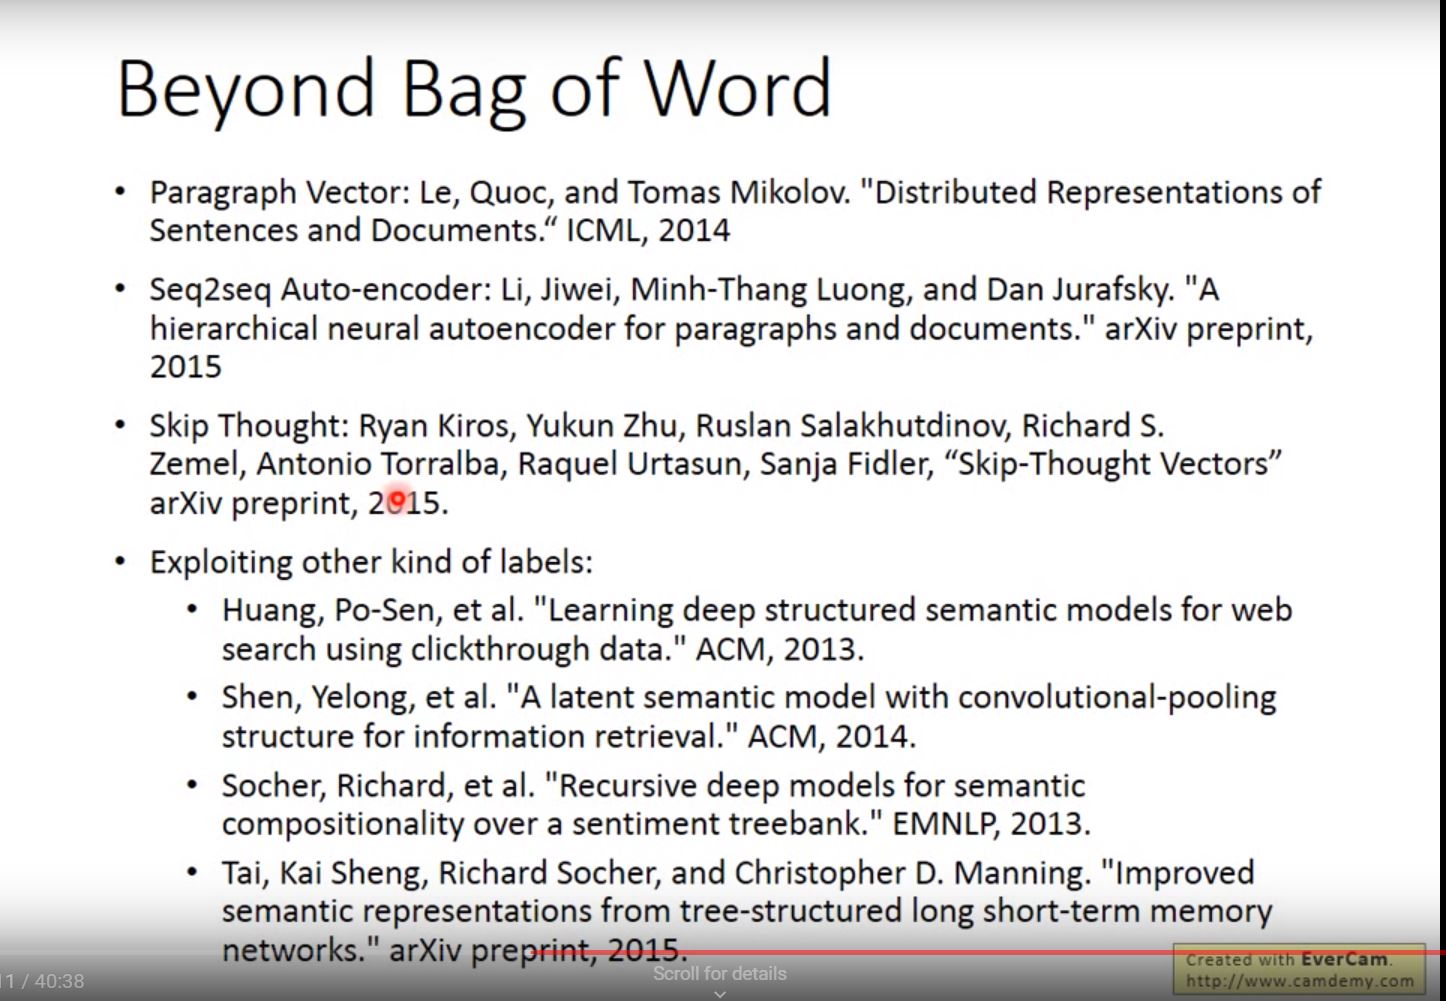 Beyond Bag of Word
• Paragraph Vector: Le, Quoc, and Tomas Mikolov. "Distributed Representations of
Sentences and Documents.“ ICML, 2014
• Seq2seq Auto-encoder: Li, Jiwei, Minh-Thang Luong, and Dan Jurafsky. "A
hierarchical neural autoencoder for paragraphs and documents." arXiv preprint,
2015
• Skip Thought: Ryan Kiros, Yukun Zhu, Ruslan Salakhutdinov, Richard S.
Zemel, Antonio Torralba, Raquel Urtasun, Sanja Fidler, “Skip-Thought Vectors”
arXiv preprint, 2015.
• Exploiting other kind of labels:
• Huang, Po-Sen, et al. "Learning deep structured semantic models for web
search using clickthrough data." ACM, 2013.
• Shen, Yelong, et al. "A latent semantic model with convolutional-pooling
structure for information retrieval." ACM, 2014.
• Socher, Richard, et al. "Recursive deep models for semantic
compositionality over a sentiment treebank." EMNLP, 2013.
• Tai, Kai Sheng, Richard Socher, and Christopher D. Manning. "Improved
semantic representations from tree-structured long short-term memory
networks." arXiv preprint, 2015.
11 / 40:38
Scroll for details
Created with EverCam.
http://www.camdemy.com